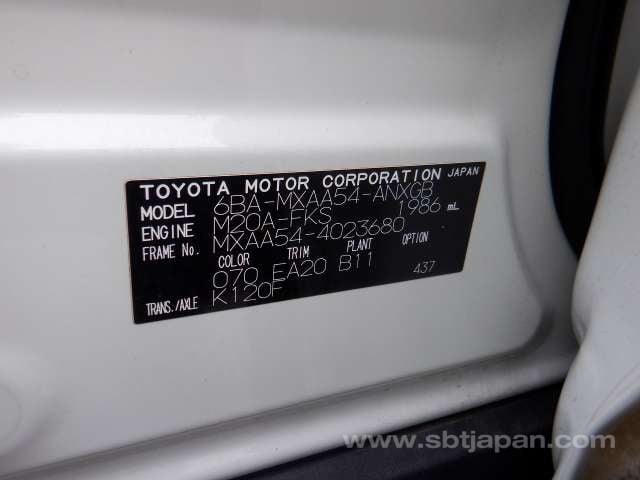 TOYOTA MOTOR CORPORATION JAPAN
MODEL 6BA-MXAA54-ANXGB
ENGINE M20A-FKS 1986 mL
FRAME No. MXAA54-4023680
COLOR TRIM PLANT OPTION
070 EA20 B11 437
TRANS./AXLE K120F
www.sbtjapan.com